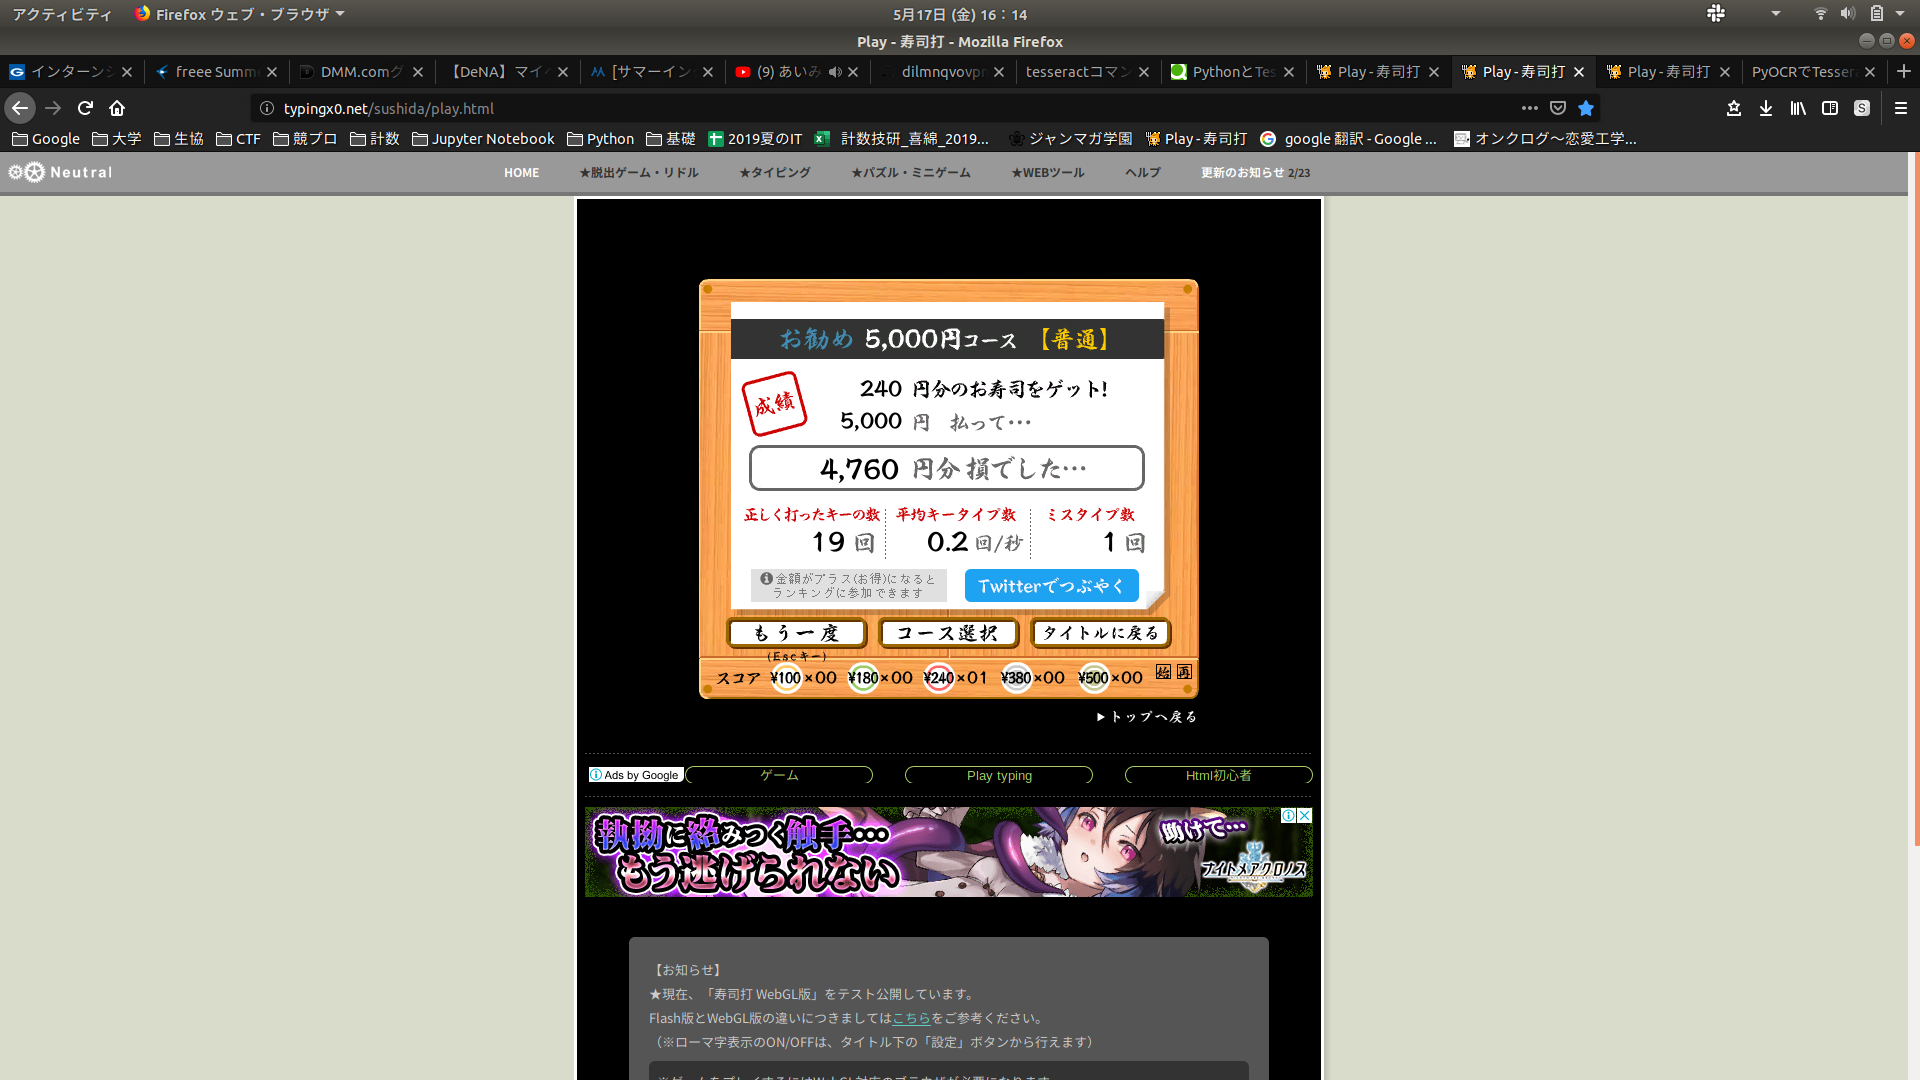 アクティビティ Firefox ウェブ・ブラウザ 5月17日 (金) 16：14
Play - 寿司打 - Mozilla Firefox
インターンシ freee Summe DMM.comグ 【DeNA】マイペ [サマーイン (9) あいみ dilmnqvovpn tesseractコマン PythonとTes Play - 寿司打 Play - 寿司打 Play - 寿司打 PyOCRでTessera
typingx0.net/sushida/play.html
Google 大学 生協 CTF 競プロ 計数 Jupyter Notebook Python 基礎 2019夏のIT 計数技研_喜綿_2019... ジャンマガ学園 Play - 寿司打 google 翻訳 - Google ... オンクログ～恋愛工学...
Neutral HOME ★脱出ゲーム・リドル ★タイピング ★パズル・ミニゲーム ★WEBツール ヘルプ 更新のお知らせ 2/23
お勧め 5,000円コース 【普通】
成績
240 円分のお寿司をゲット!
5,000 円 払って…
4,760 円分 損でした…
正しく打ったキーの数 平均キータイプ数 ミスタイプ数
19 回 0.2 回/秒 1 回
金額がプラス(お得)になると
ランキングに参加できます
Twitterでつぶやく
もう一度 コース選択 タイトルに戻る
(Escキー)
スコア ¥100×00 ¥180×00 ¥240×01 ¥380×00 ¥500×00
▶トップへ戻る
Ads by Google ゲーム Play typing Html初心者
執拗に絡みつく触手…
もう逃げられない
助けて…
ナイトメアクロノス
【お知らせ】
★現在、「寿司打 WebGL版」をテスト公開しています。
Flash版とWebGL版の違いにつきましてはこちらをご参考ください。
（※ローマ字表示のON/OFFは、タイトル下の「設定」ボタンから行えます）